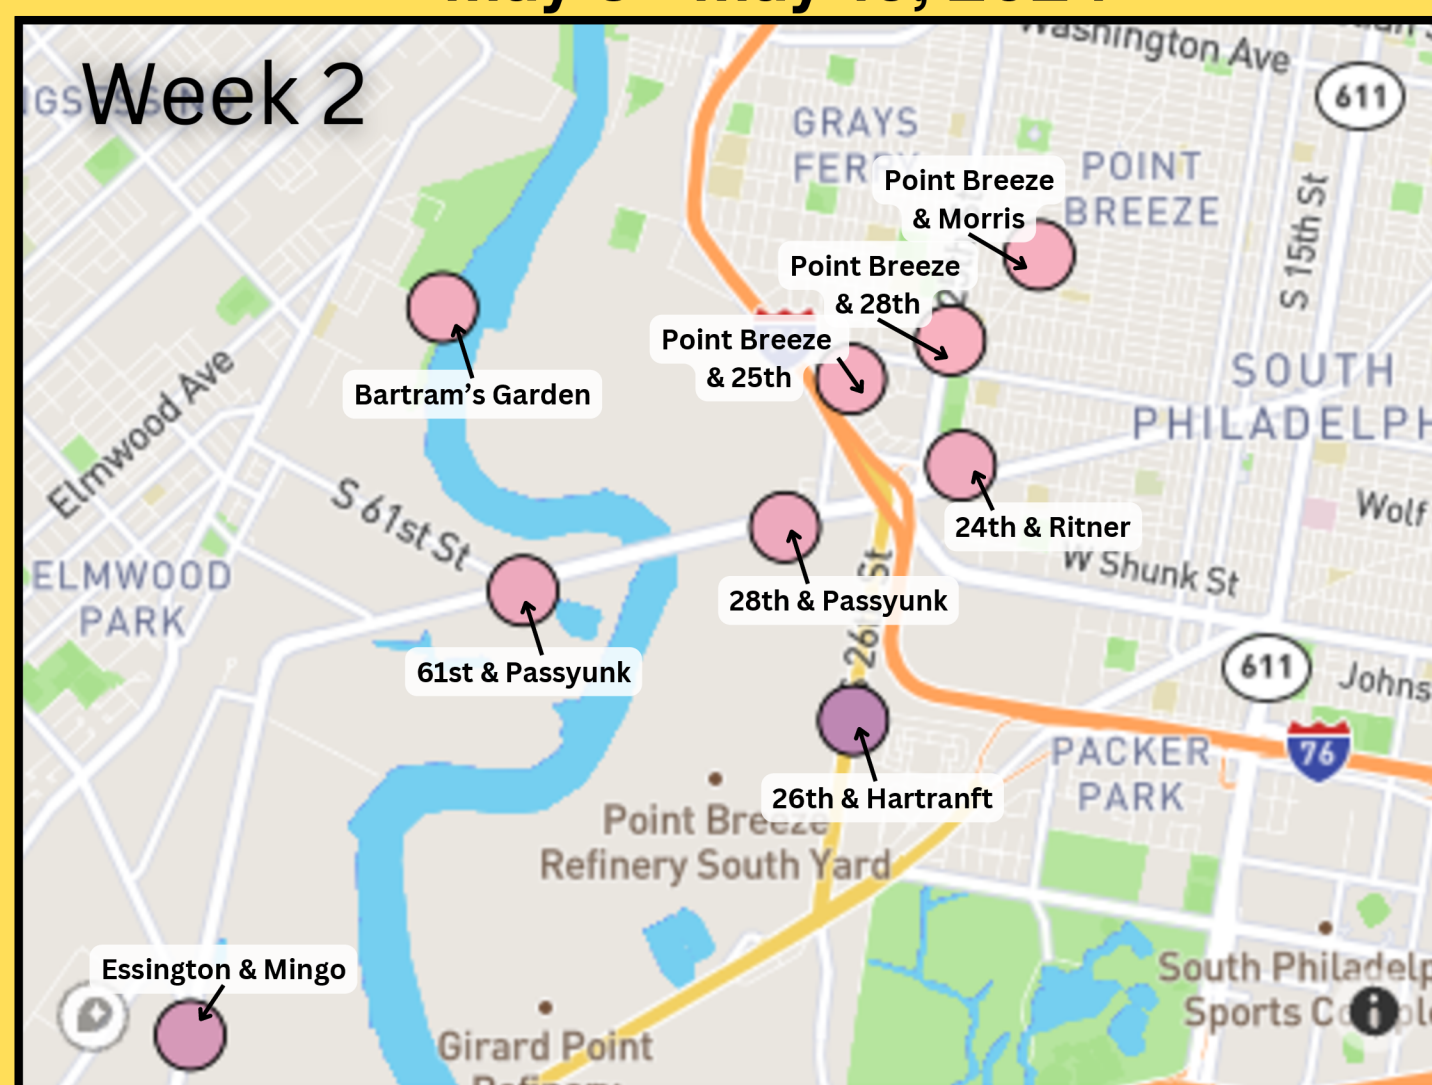 Week 2
Washington Ave
611
GRAYS
POINT
BREEZE
Point Breeze
& Morris
S 15th St
Point Breeze
& 28th
Point Breeze
& 25th
SOUTH
PHILADELPH
Bartram’s Garden
Elmwood Ave
S 61st St
24th & Ritner
Wolf
W Shunk St
ELMWOOD
PARK
28th & Passyunk
61st & Passyunk
611
Johns
76
PACKER
PARK
26th & Hartranft
Point Breeze
Refinery South Yard
Essington & Mingo
South Philadelp
Sports
Girard Point
Refinery